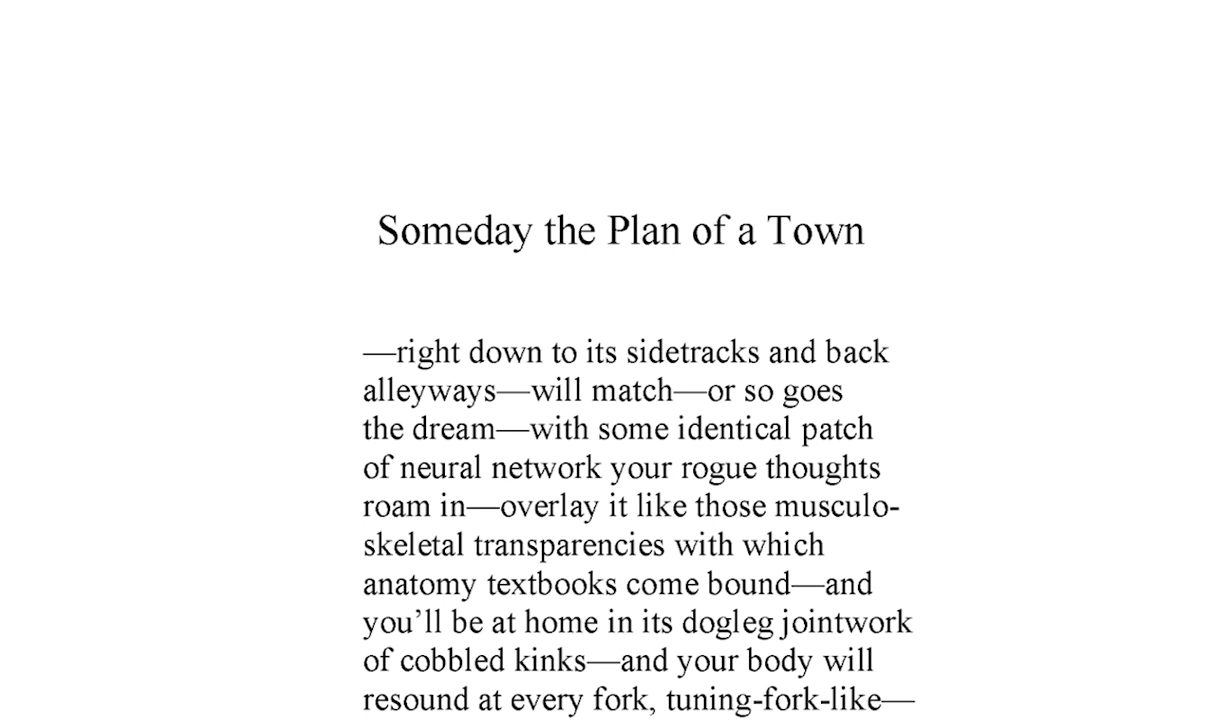 Someday the Plan of a Town
—right down to its sidetracks and back
alleyways—will match—or so goes
the dream—with some identical patch
of neural network your rogue thoughts
roam in—overlay it like those musculo-
skeletal transparencies with which
anatomy textbooks come bound—and
you’ll be at home in its dogleg jointwork
of cobbled kinks—and your body will
resound at every fork, tuning-fork-like—